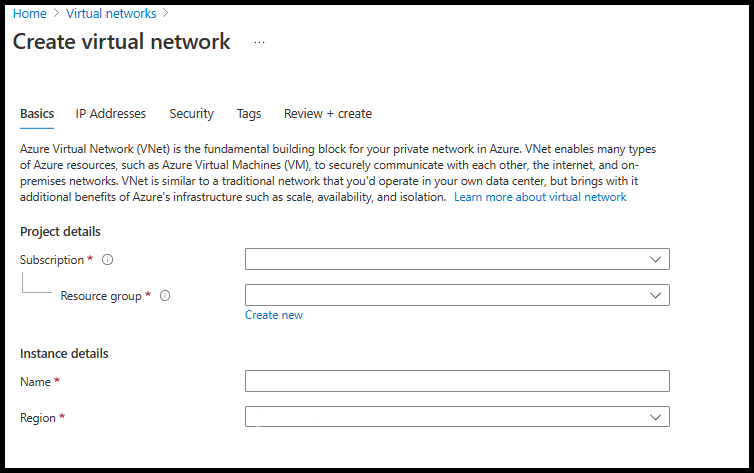 Home > Virtual networks >
Create virtual network ...
Basics IP Addresses Security Tags Review + create
Azure Virtual Network (VNet) is the fundamental building block for your private network in Azure. VNet enables many types
of Azure resources, such as Azure Virtual Machines (VM), to securely communicate with each other, the internet, and on-
premises networks. VNet is similar to a traditional network that you'd operate in your own data center, but brings with it
additional benefits of Azure's infrastructure such as scale, availability, and isolation. Learn more about virtual network
Project details
Subscription *
Resource group *
Create new
Instance details
Name *
Region *